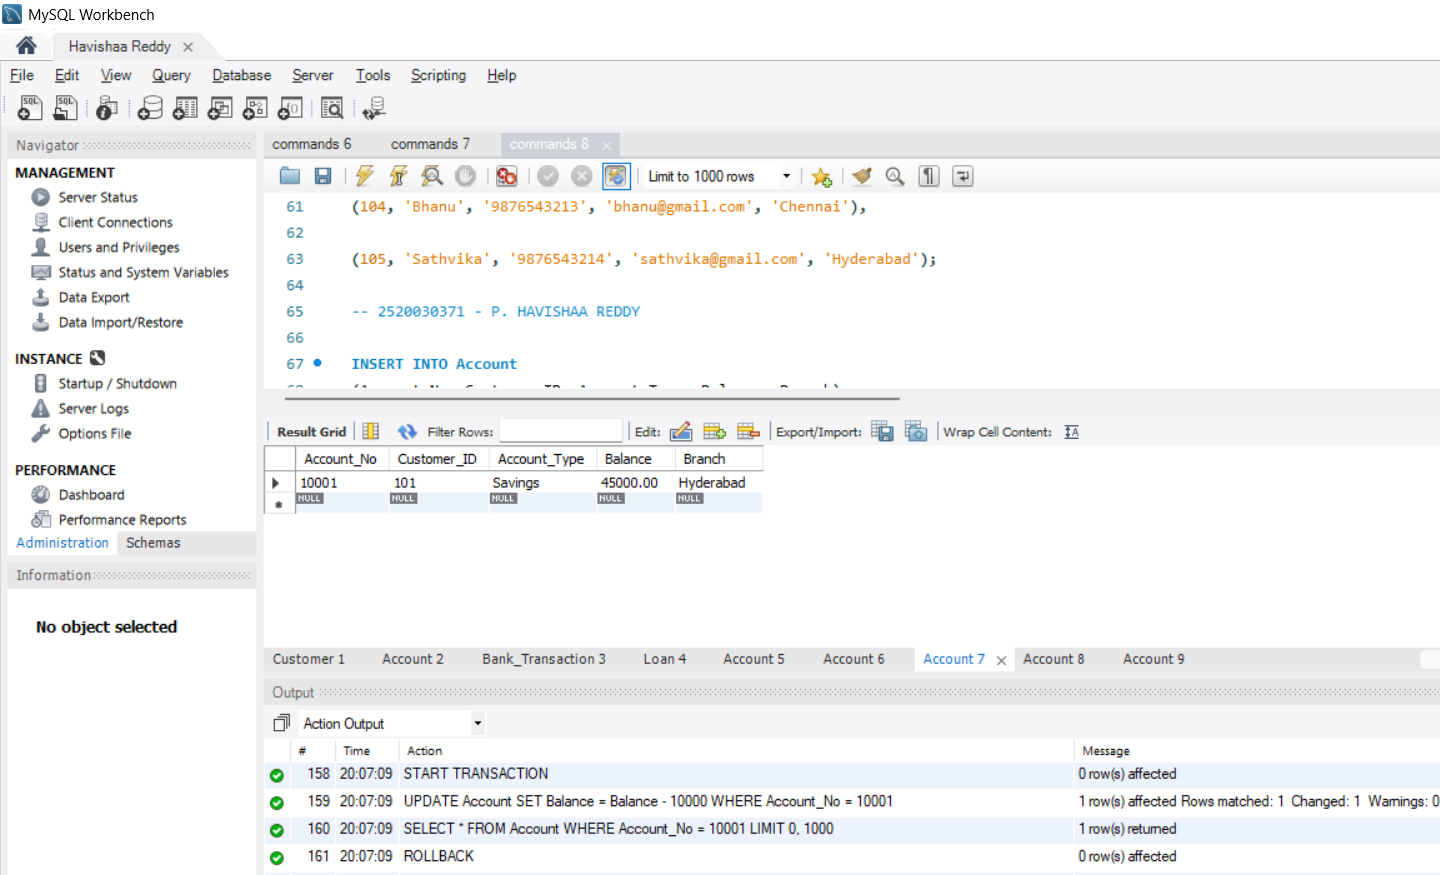 MySQL Workbench
Havishaa Reddy
File Edit View Query Database Server Tools Scripting Help
Navigator
MANAGEMENT
Server Status
Client Connections
Users and Privileges
Status and System Variables
Data Export
Data Import/Restore
INSTANCE
Startup / Shutdown
Server Logs
Options File
PERFORMANCE
Dashboard
Performance Reports
Administration Schemas
Information
No object selected
commands 6 commands 7 commands 8
Limit to 1000 rows
61 (104, 'Bhanu', '9876543213', 'bhanu@gmail.com', 'Chennai'),
62
63 (105, 'Sathvika', '9876543214', 'sathvika@gmail.com', 'Hyderabad');
64
65 -- 2520030371 - P. HAVISHAA REDDY
66
67 INSERT INTO Account
Result Grid Filter Rows: Edit: Export/Import: Wrap Cell Content:
Account_No Customer_ID Account_Type Balance Branch
10001 101 Savings 45000.00 Hyderabad
NULL NULL NULL NULL NULL
Customer 1 Account 2 Bank_Transaction 3 Loan 4 Account 5 Account 6 Account 7 Account 8 Account 9
Output
Action Output
# Time Action Message
158 20:07:09 START TRANSACTION 0 row(s) affected
159 20:07:09 UPDATE Account SET Balance = Balance - 10000 WHERE Account_No = 10001 1 row(s) affected Rows matched: 1 Changed: 1 Warnings: 0
160 20:07:09 SELECT * FROM Account WHERE Account_No = 10001 LIMIT 0, 1000 1 row(s) returned
161 20:07:09 ROLLBACK 0 row(s) affected